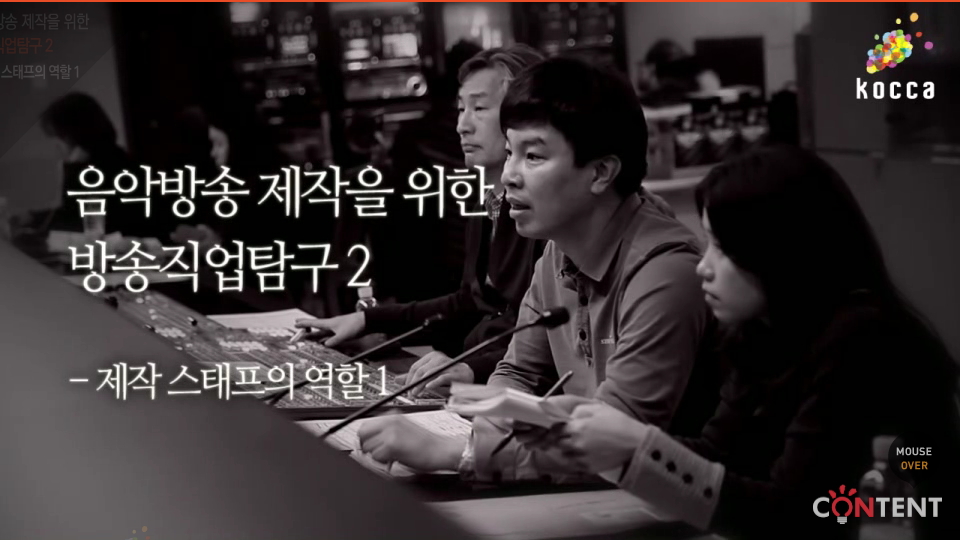 방송 제작을 위한
직업탐구 2
스태프의 역할 1
kocca
음악방송 제작을 위한
방송직업탐구 2
- 제작 스태프의 역할 1
MOUSE
OVER
CONTENT